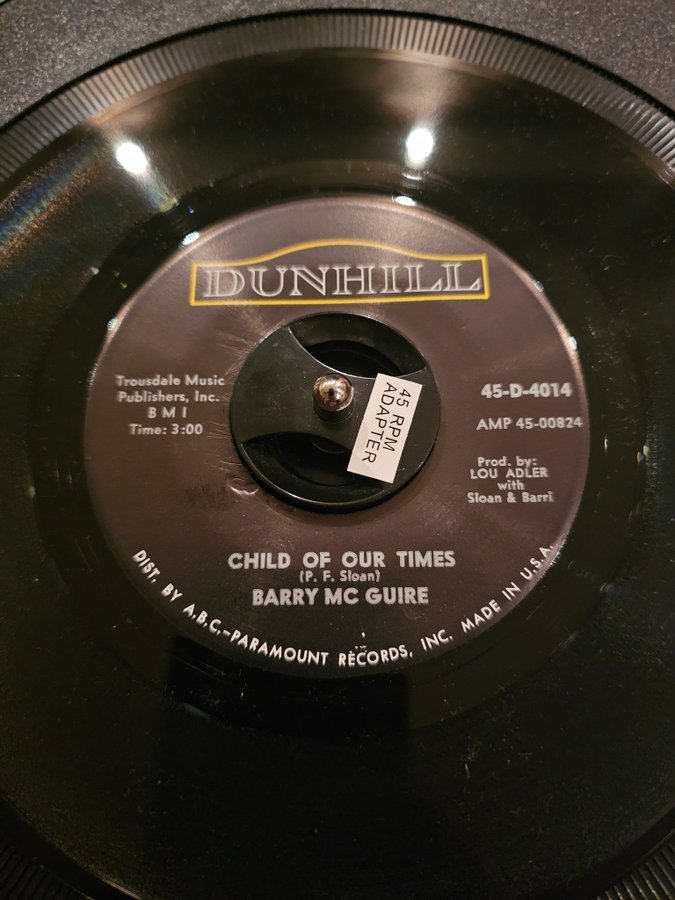 DUNHILL
Trousdale Music
Publishers, Inc.
B M I
Time: 3:00
45 RPM
ADAPTER
45-D-4014
AMP 45-00824
Prod. by:
LOU ADLER
with
Sloan & Barri
CHILD OF OUR TIMES
(P. F. Sloan)
BARRY MC GUIRE
DIST. BY A.B.C.-PARAMOUNT RECORDS, INC. MADE IN U.S.A.